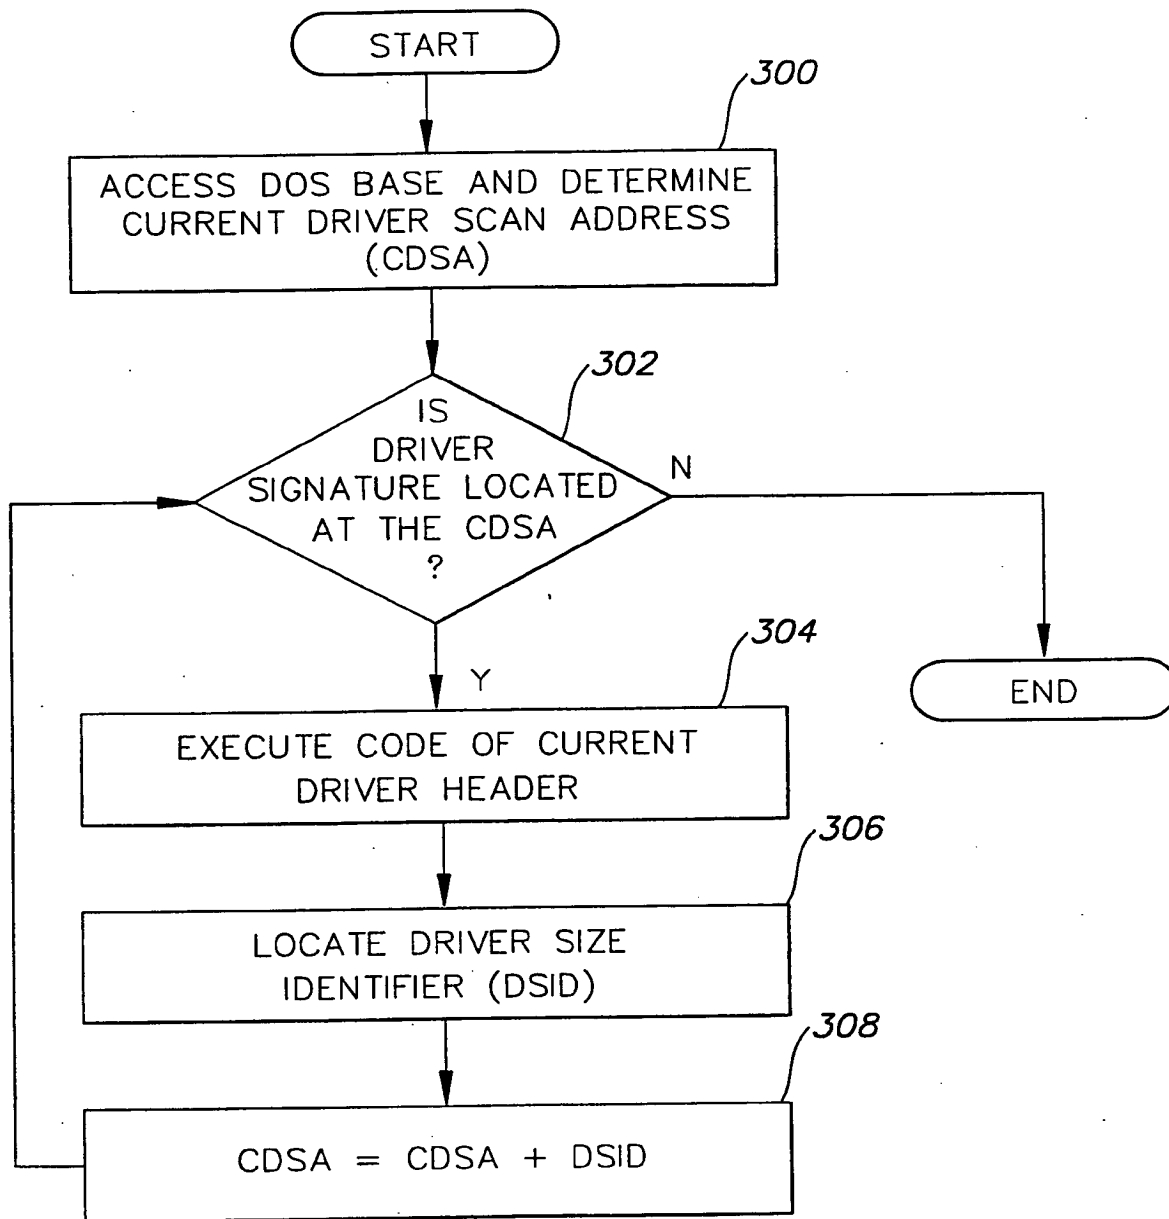 START
300
ACCESS DOS BASE AND DETERMINE
CURRENT DRIVER SCAN ADDRESS
(CDSA)
302
IS
DRIVER
SIGNATURE LOCATED
AT THE CDSA
?
N
Y
304
END
EXECUTE CODE OF CURRENT
DRIVER HEADER
306
LOCATE DRIVER SIZE
IDENTIFIER (DSID)
308
CDSA = CDSA + DSID